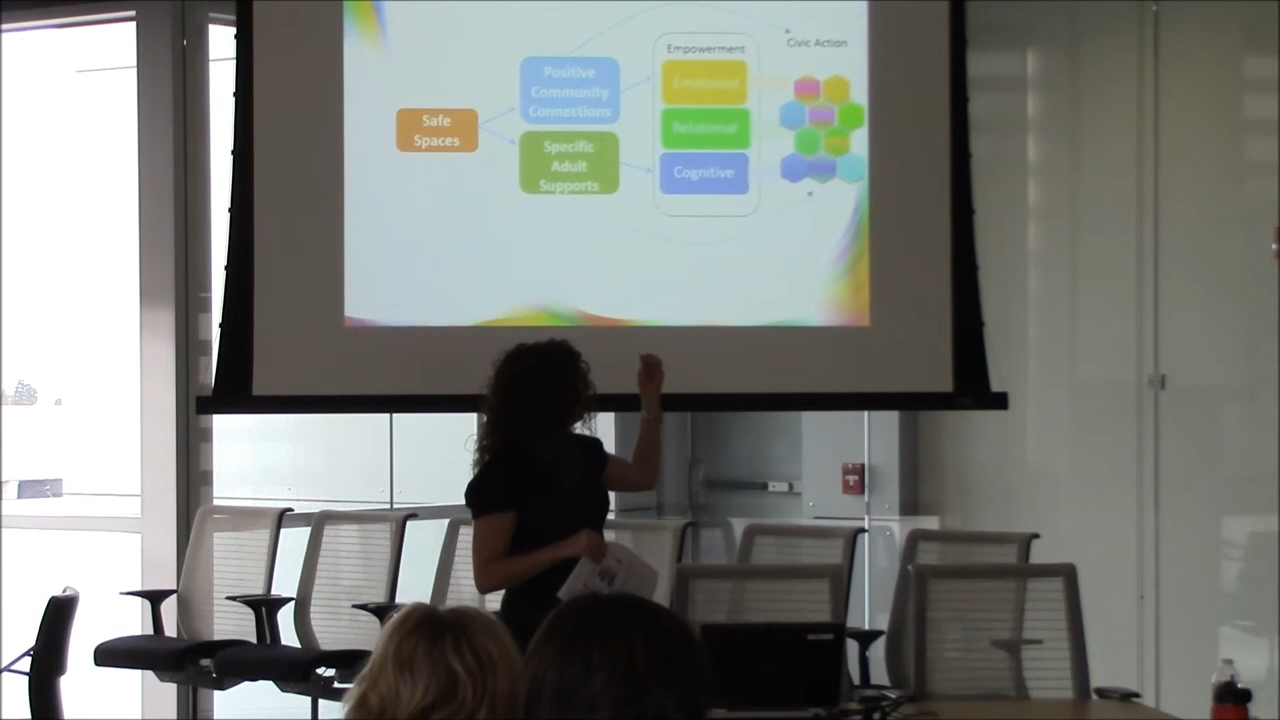 Safe
Spaces
Positive
Community
Connections
Specific
Adult
Supports
Empowerment
Emotional
Relational
Cognitive
Civic Action